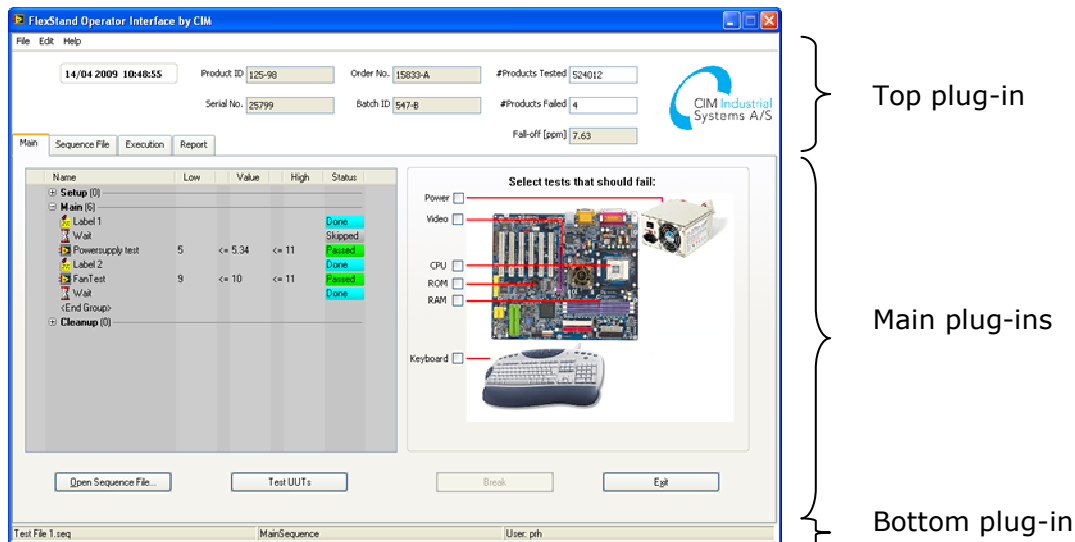 FlexStand Operator Interface by CIM
File Edit Help
14/04 2009 10:48:55
Product ID 125-98
Order No. 15833-A
#Products Tested 524012
Serial No. 25799
Batch ID 547-B
#Products Failed 4
Fall-off [ppm] 7.63
CIM Industrial
Systems A/S
Top plug-in
Main Sequence File Execution Report
Name Low Value High Status
Setup (0)
Main (6)
Label 1 Done
Wait Skipped
Powersupply test 5 <= 5.34 <= 11 Passed
Label 2 Done
FanTest 9 <= 10 <= 11 Passed
Wait Done
<End Group>
Cleanup (0)
Select tests that should fail:
Power
Video
CPU
ROM
RAM
Keyboard
Main plug-ins
Open Sequence File... Test UUTs Break Exit
Test File 1.seq MainSequence User: prh
Bottom plug-in